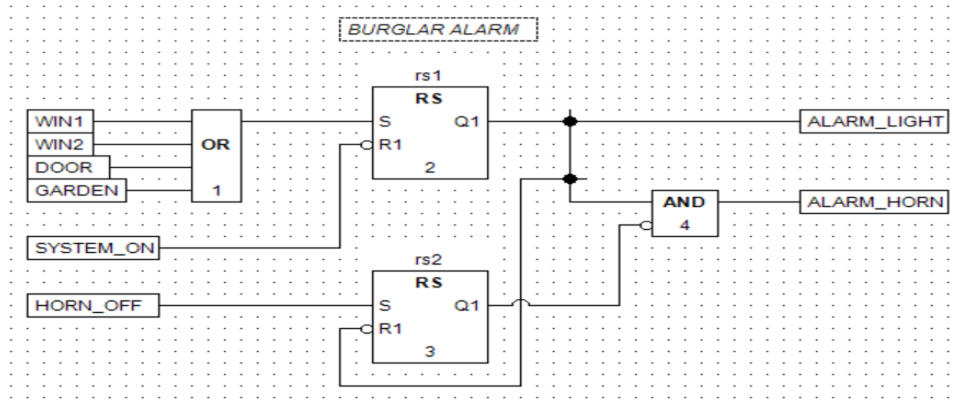 BURGLAR ALARM
rs1
RS
WIN1
S
Q1
ALARM_LIGHT
WIN2
OR
R1
DOOR
2
GARDEN
1
AND
ALARM_HORN
4
SYSTEM_ON
rs2
RS
HORN_OFF
S
Q1
R1
3